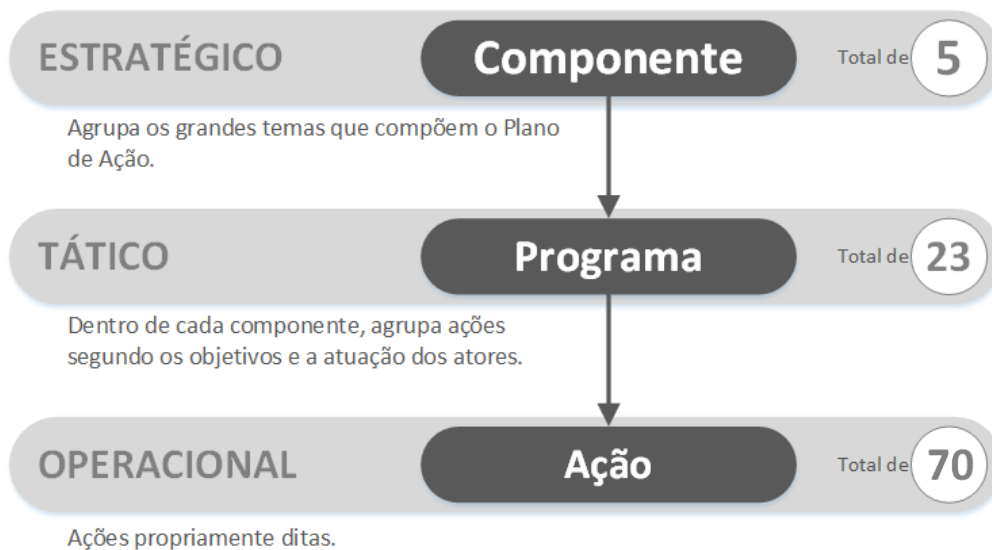 ESTRATÉGICO Componente Total de 5
Agrupa os grandes temas que compõem o Plano
de Ação.
TÁTICO Programa Total de 23
Dentro de cada componente, agrupa ações
segundo os objetivos e a atuação dos atores.
OPERACIONAL Ação Total de 70
Ações propriamente ditas.